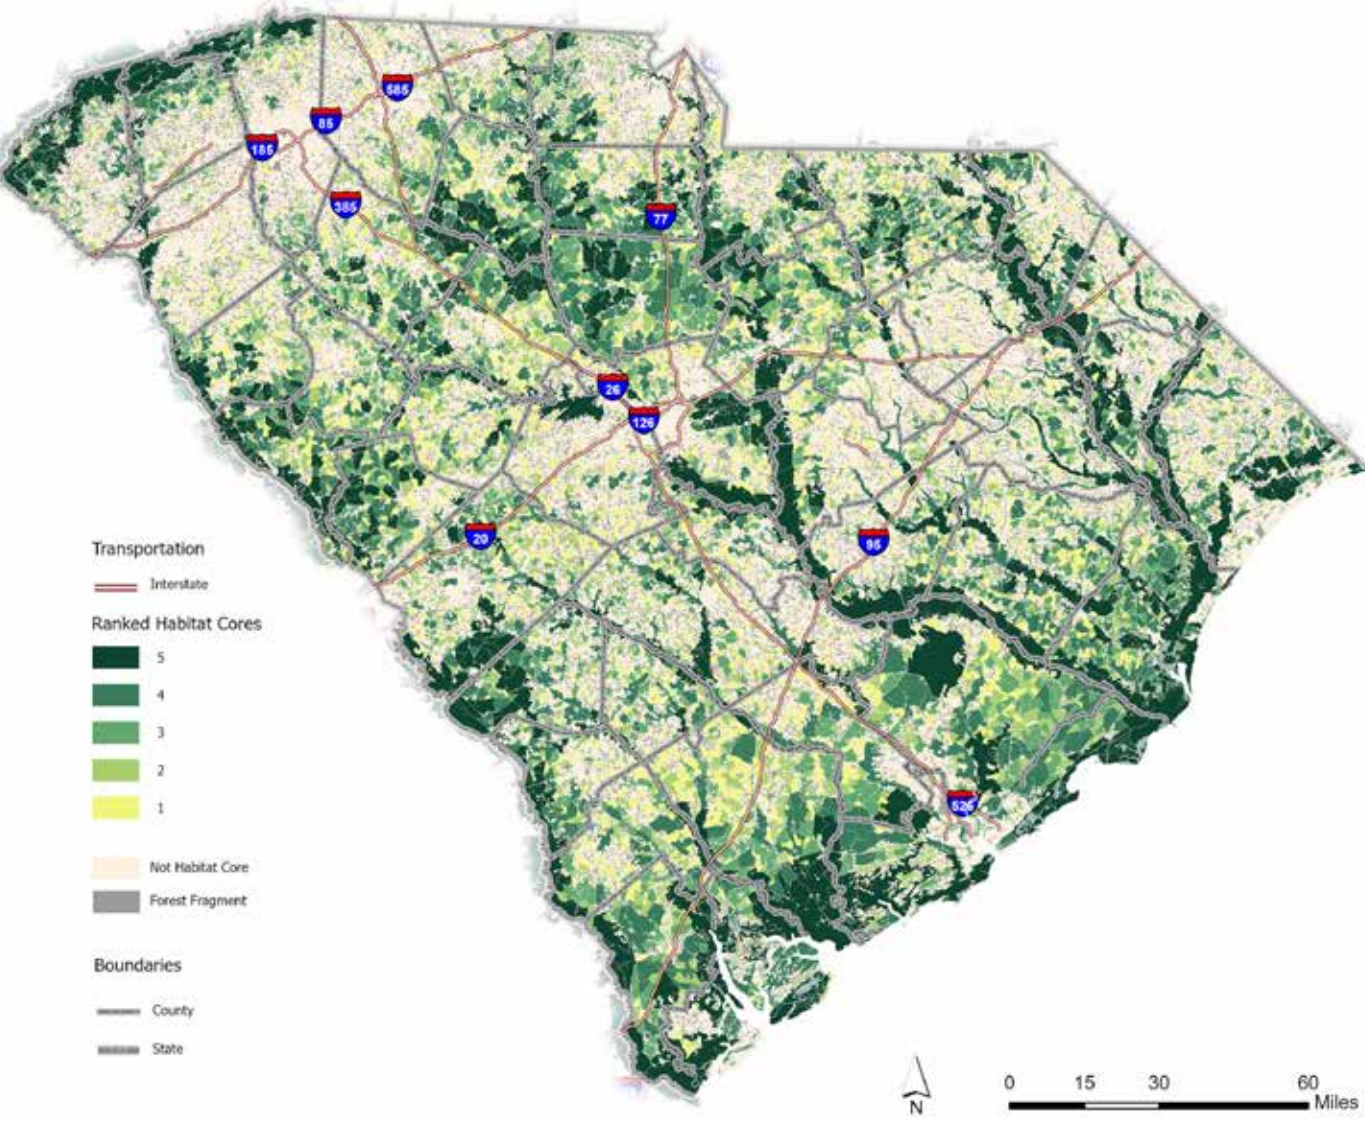 585
85
185
385
77
26
126
20
95
526
Transportation
Interstate
Ranked Habitat Cores
5
4
3
2
1
Not Habitat Core
Forest Fragment
Boundaries
County
State
N
0 15 30 60
Miles